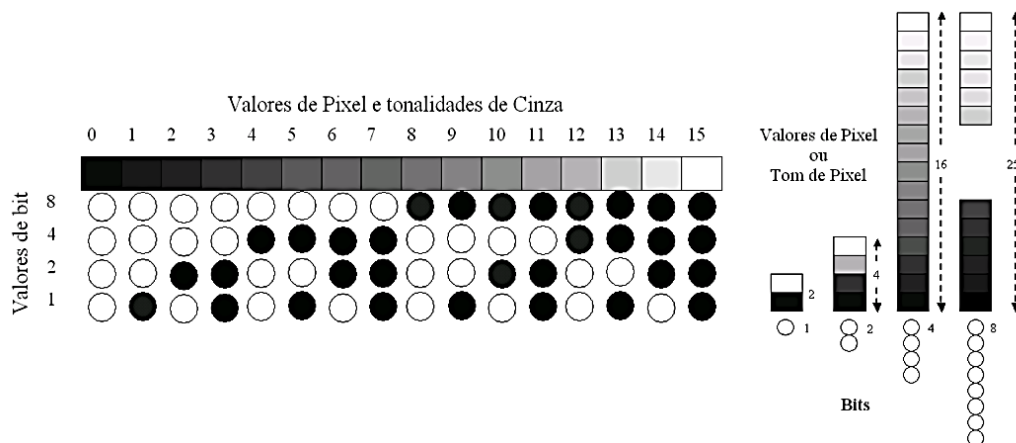 Valores de Pixel e tonalidades de Cinza
0 1 2 3 4 5 6 7 8 9 10 11 12 13 14 15
Valores de bit
8
4
2
1
Valores de Pixel
ou
Tom de Pixel
2
4
16
25
1 2 4 8
Bits